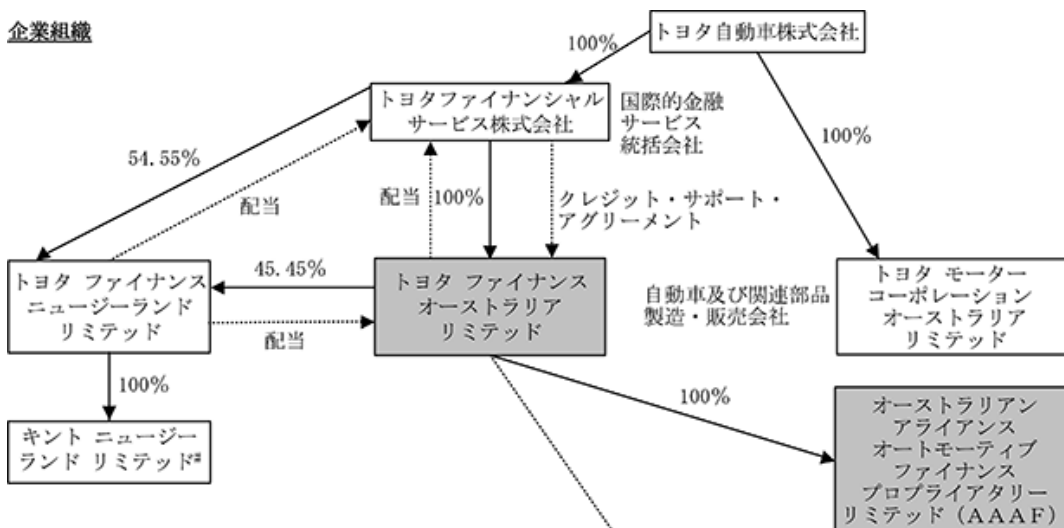 企業組織
トヨタ自動車株式会社
100%
トヨタファイナンシャル
サービス株式会社
国際的金融
サービス
統括会社
100%
54.55%
配当
配当
100%
クレジット・サポート・
アグリーメント
トヨタ ファイナンス
ニュージーランド
リミテッド
45.45%
配当
トヨタ ファイナンス
オーストラリア
リミテッド
自動車及び関連部品
製造・販売会社
トヨタ モーター
コーポレーション
オーストラリア
リミテッド
100%
キント ニュージー
ランド リミテッド#
100%
オーストラリアン
アライアンス
オートモーティブ
ファイナンス
プロプライアタリー
リミテッド（ＡＡＡＦ）